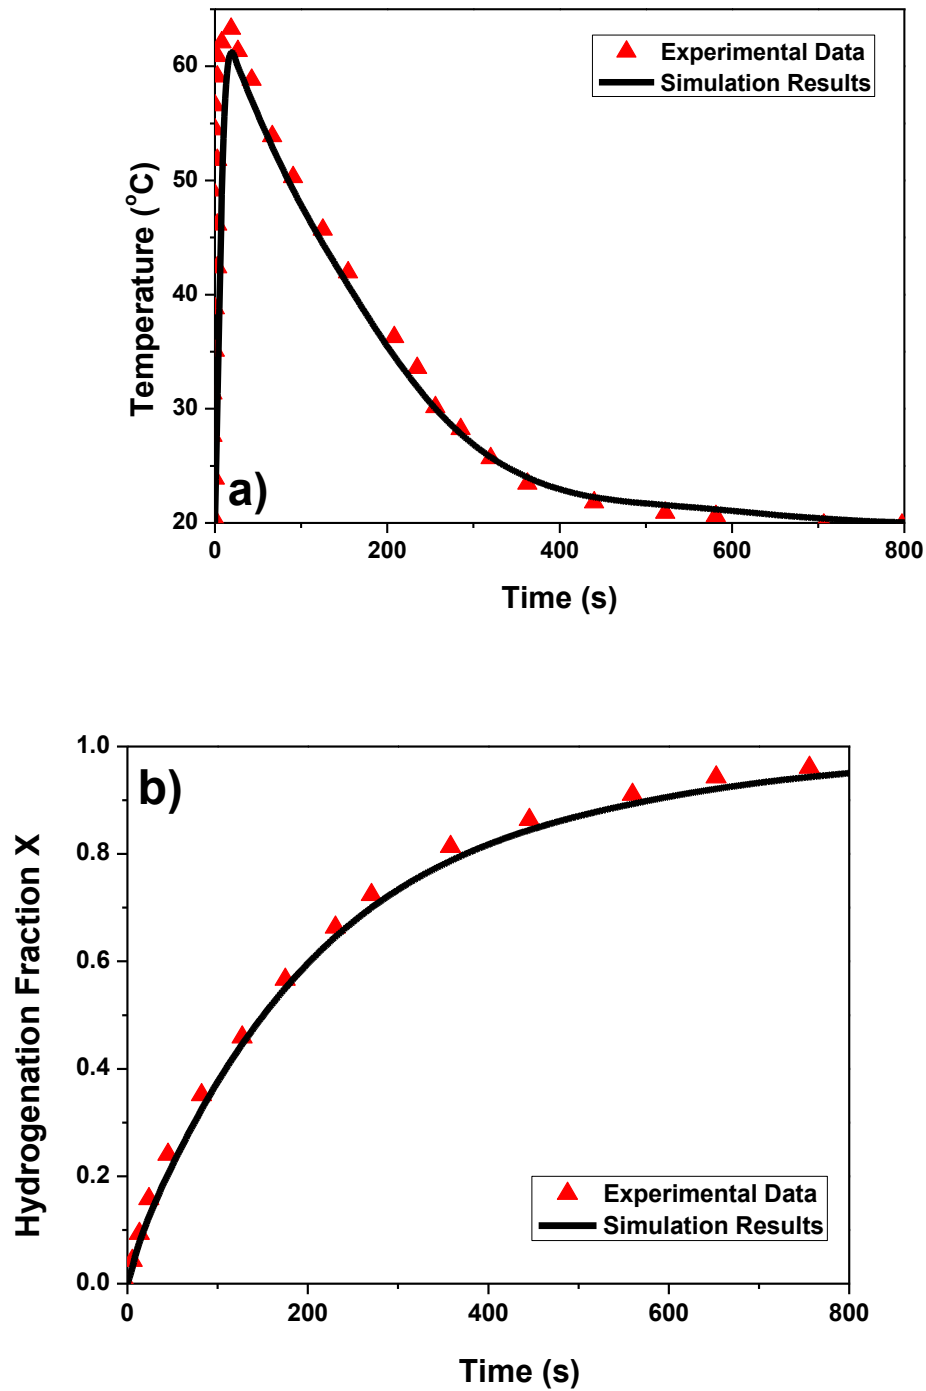 60
50
40
30
20
Temperature (°C)
Experimental Data
Simulation Results
a)
0
200
400
600
800
Time (s)
1.0
0.8
0.6
0.4
0.2
0.0
Hydrogenation Fraction X
b)
Experimental Data
Simulation Results
0
200
400
600
800
Time (s)